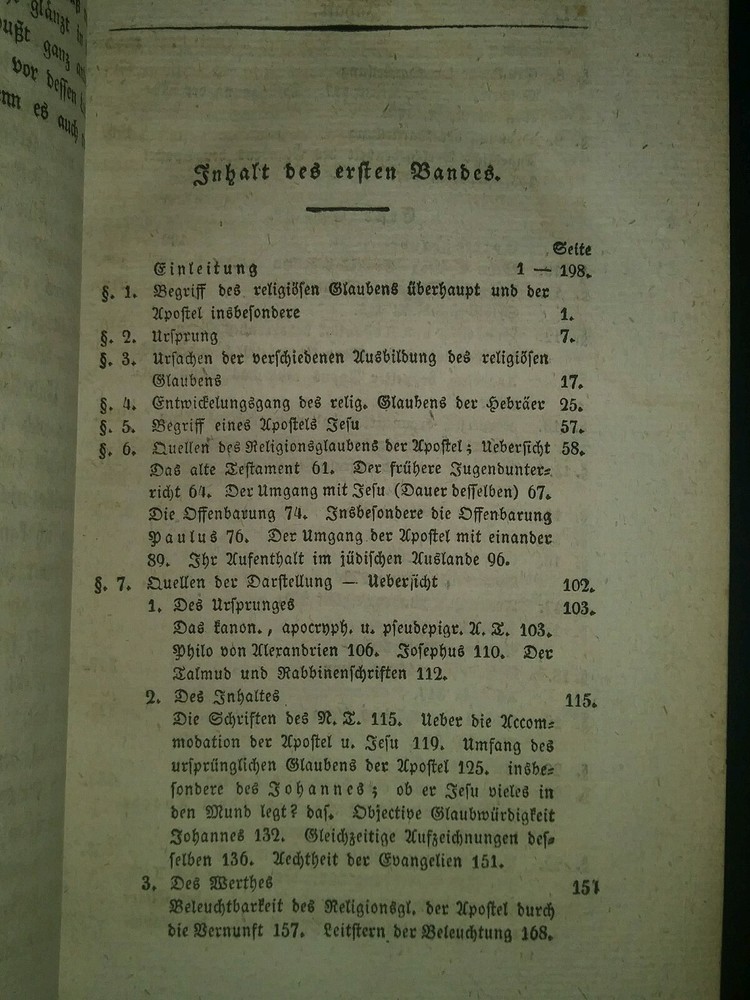 glänzt
ußt ganz
vor dessen
nn es auch
Inhalt des ersten Bandes.
Seite
Einleitung 1 — 198.
§. 1. Begriff des religiösen Glaubens überhaupt und der
Apostel insbesondere 1.
§. 2. Ursprung 7.
§. 3. Ursachen der verschiedenen Ausbildung des religiösen
Glaubens 17.
§. 4. Entwickelungsgang des relig. Glaubens der Hebräer 25.
§. 5. Begriff eines Apostels Jesu 57.
§. 6. Quellen des Religionsglaubens der Apostel; Uebersicht 58.
Das alte Testament 61. Der frühere Jugendunter-
richt 64. Der Umgang mit Jesu (Dauer desselben) 67.
Die Offenbarung 74. Insbesondere die Offenbarung
Paulus 76. Der Umgang der Apostel mit einander
89. Ihr Aufenthalt im jüdischen Auslande 96.
§. 7. Quellen der Darstellung — Uebersicht 102.
1. Des Ursprunges 103.
Das kanon., apocryph. u. pseudepigr. A. T. 103.
Philo von Alexandrien 106. Josephus 110. Der
Talmud und Rabbinenschriften 112.
2. Des Inhaltes 115.
Die Schriften des N. T. 115. Ueber die Accom-
modation der Apostel u. Jesu 119. Umfang des
ursprünglichen Glaubens der Apostel 125. insbe-
sondere des Johannes; ob er Jesu vieles in
den Mund legt? das. Objective Glaubwürdigkeit
Johannes 132. Gleichzeitige Aufzeichnungen des-
selben 136. Aechtheit der Evangelien 151.
3. Des Werthes 157
Beleuchtbarkeit des Religionsgl. der Apostel durch
die Vernunft 157. Leitstern der Beleuchtung 168.